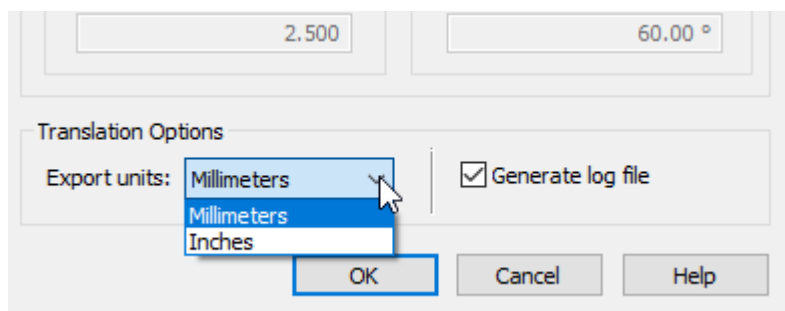 2.500
60.00 °
Translation Options
Export units: Millimeters
Generate log file
Millimeters
Inches
OK
Cancel
Help